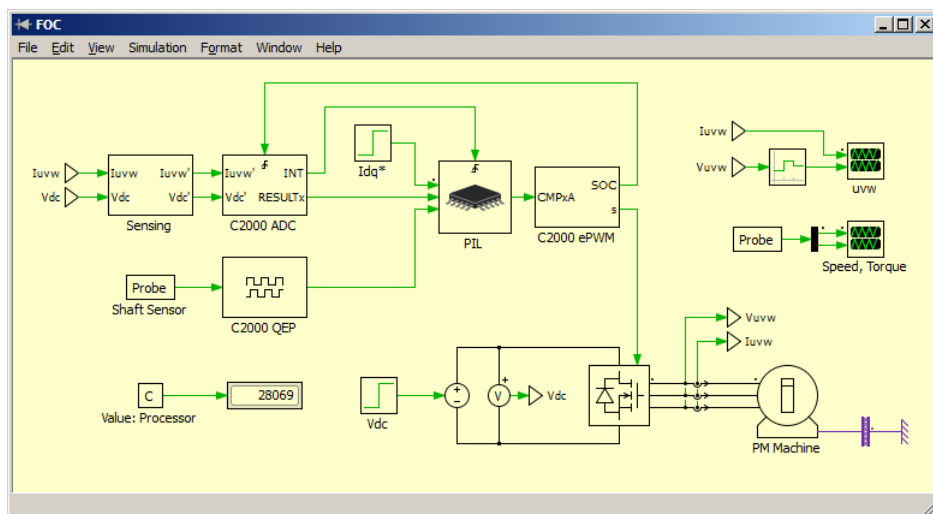 FOC
File Edit View Simulation Format Window Help
Iuvw
Vdc
Iuvw Iuvw'
Vdc Vdc'
Sensing
Iuvw' INT
Vdc' RESULTx
C2000 ADC
Idq*
PIL
CMPxA
SOC
s
C2000 ePWM
Iuvw
Vuvw
uvw
Probe
Speed, Torque
Probe
Shaft Sensor
C2000 QEP
Vuvw
Iuvw
C
28069
Value: Processor
Vdc
V
Vdc
PM Machine